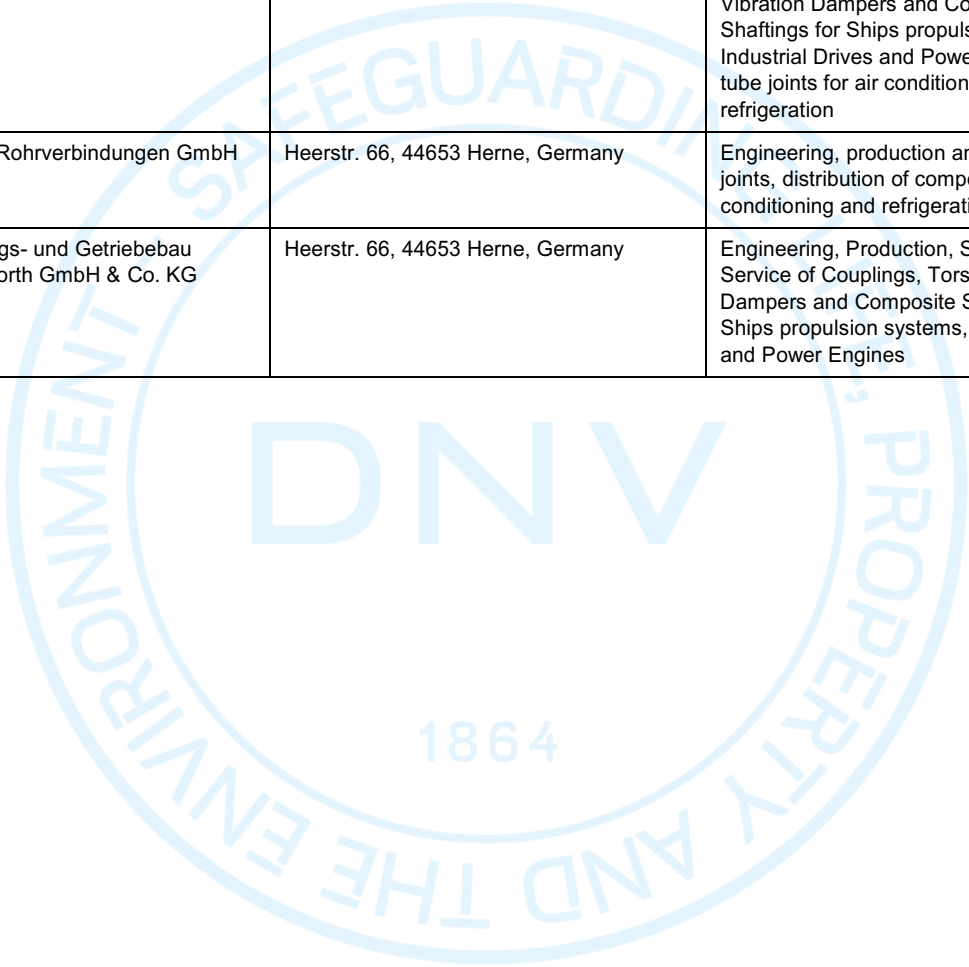 Vibration Dampers and Co
Shaftings for Ships propuls
Industrial Drives and Powe
tube joints for air condition
refrigeration
Rohrverbindungen GmbH
Heerstr. 66, 44653 Herne, Germany
Engineering, production an
joints, distribution of compo
conditioning and refrigerati
gs- und Getriebebau
orth GmbH & Co. KG
Heerstr. 66, 44653 Herne, Germany
Engineering, Production, S
Service of Couplings, Tors
Dampers and Composite S
Ships propulsion systems,
and Power Engines
SAFEGUARDING LIFE, PROPERTY AND THE ENVIRONMENT
DNV
1864